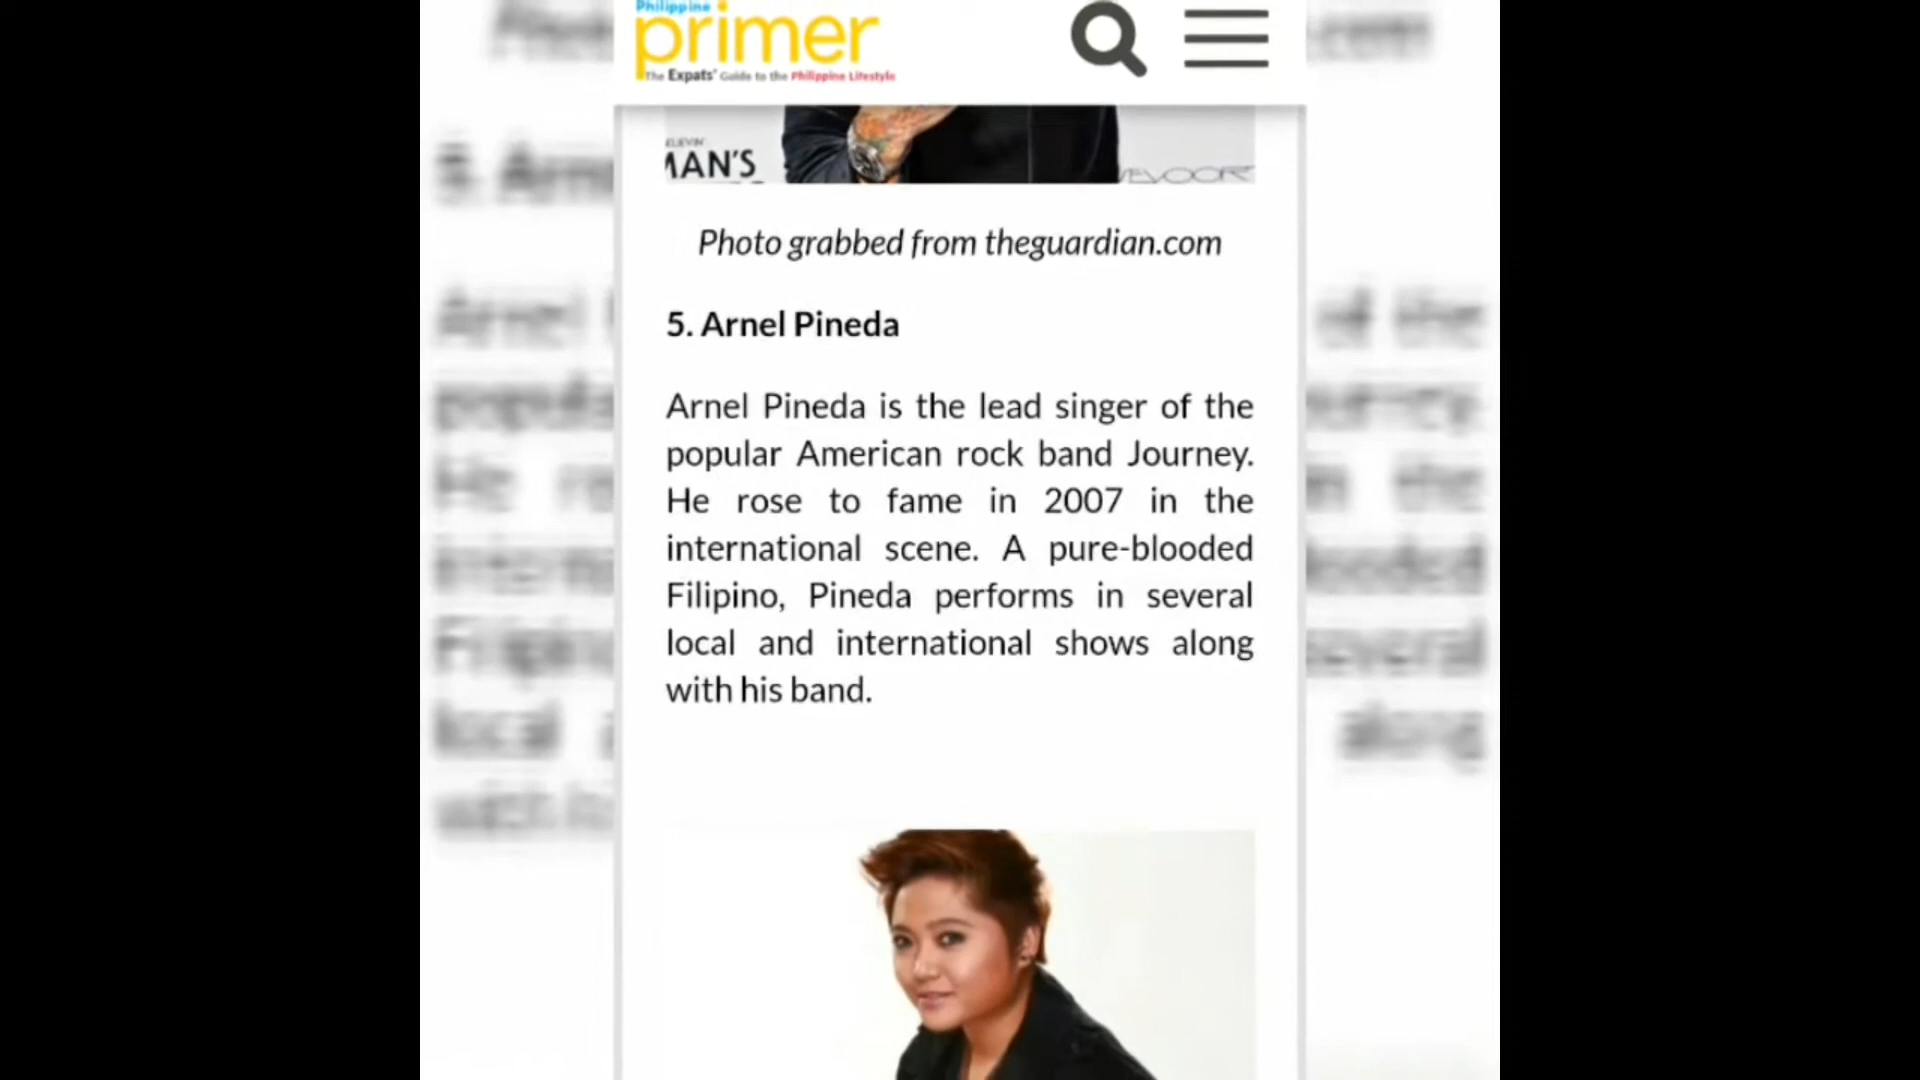 Philippine
primer
The Expats' Guide to the Philippine Lifestyle
MAN'S
Photo grabbed from theguardian.com
5. Arnel Pineda
Arnel Pineda is the lead singer of the
popular American rock band Journey.
He rose to fame in 2007 in the
international scene. A pure-blooded
Filipino, Pineda performs in several
local and international shows along
with his band.